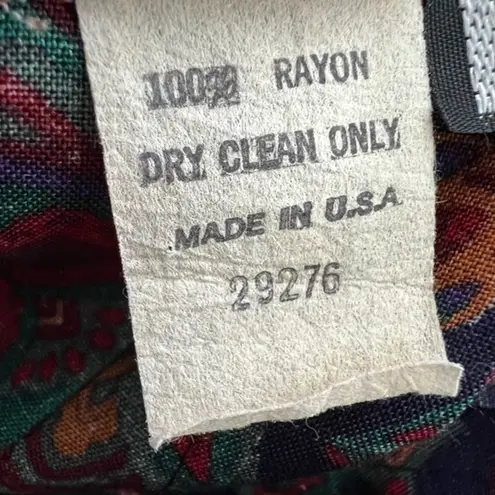 100% RAYON
DRY CLEAN ONLY
MADE IN U.S.A
29276